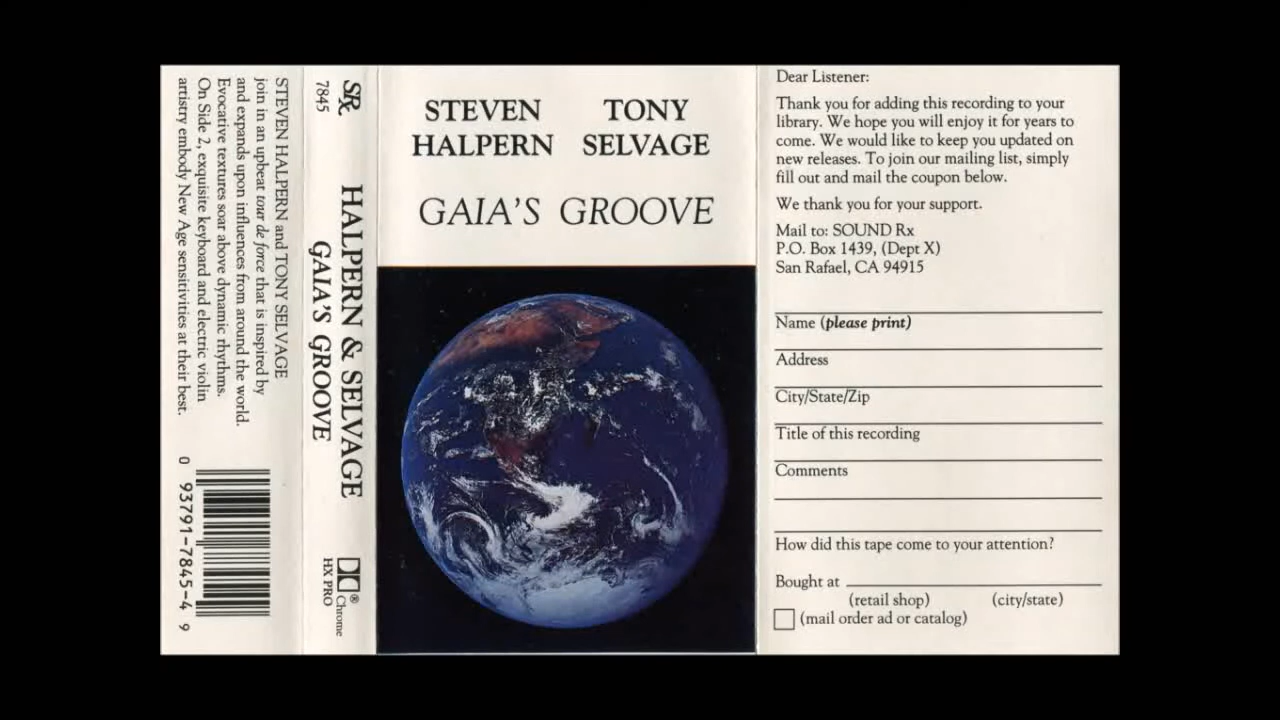 STEVEN HALPERN and TONY SELVAGE
join in an upbeat tour de force that is inspired by
and expands upon influences from around the world.
Evocative textures soar above dynamic rhythms.
On Side 2, exquisite keyboard and electric violin
artistry embody New Age sensitivities at their best.
0 93791-7845-4 9
SRx
7845
HALPERN & SELVAGE
GAIA'S GROOVE
® Chrome
HX PRO
STEVEN HALPERN
TONY SELVAGE
GAIA'S GROOVE
Dear Listener:
Thank you for adding this recording to your
library. We hope you will enjoy it for years to
come. We would like to keep you updated on
new releases. To join our mailing list, simply
fill out and mail the coupon below.
We thank you for your support.
Mail to: SOUND Rx
P.O. Box 1439, (Dept X)
San Rafael, CA 94915
Name (please print)
Address
City/State/Zip
Title of this recording
Comments
How did this tape come to your attention?
Bought at
(retail shop) (city/state)
(mail order ad or catalog)